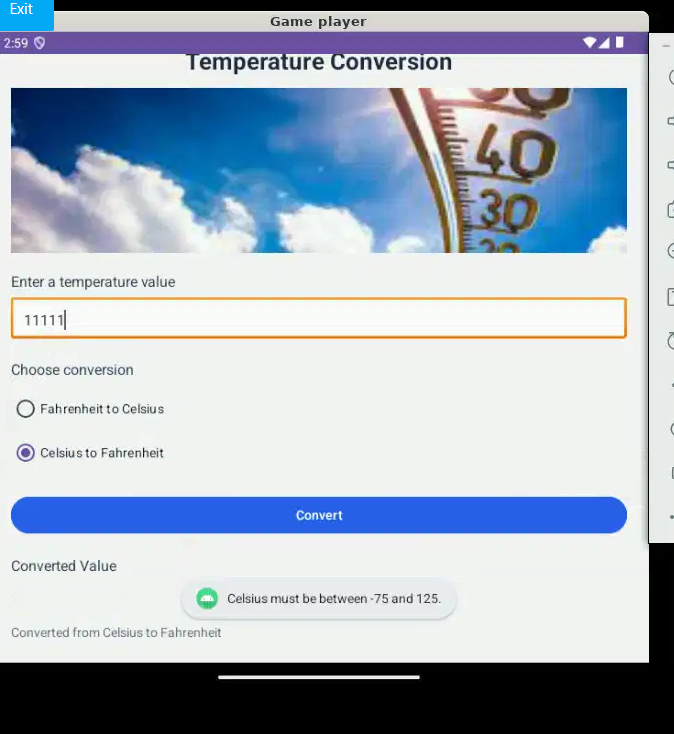 Exit
Game player
2:59
Temperature Conversion
40
30
Enter a temperature value
11111
Choose conversion
Fahrenheit to Celsius
Celsius to Fahrenheit
Convert
Converted Value
Celsius must be between -75 and 125.
Converted from Celsius to Fahrenheit